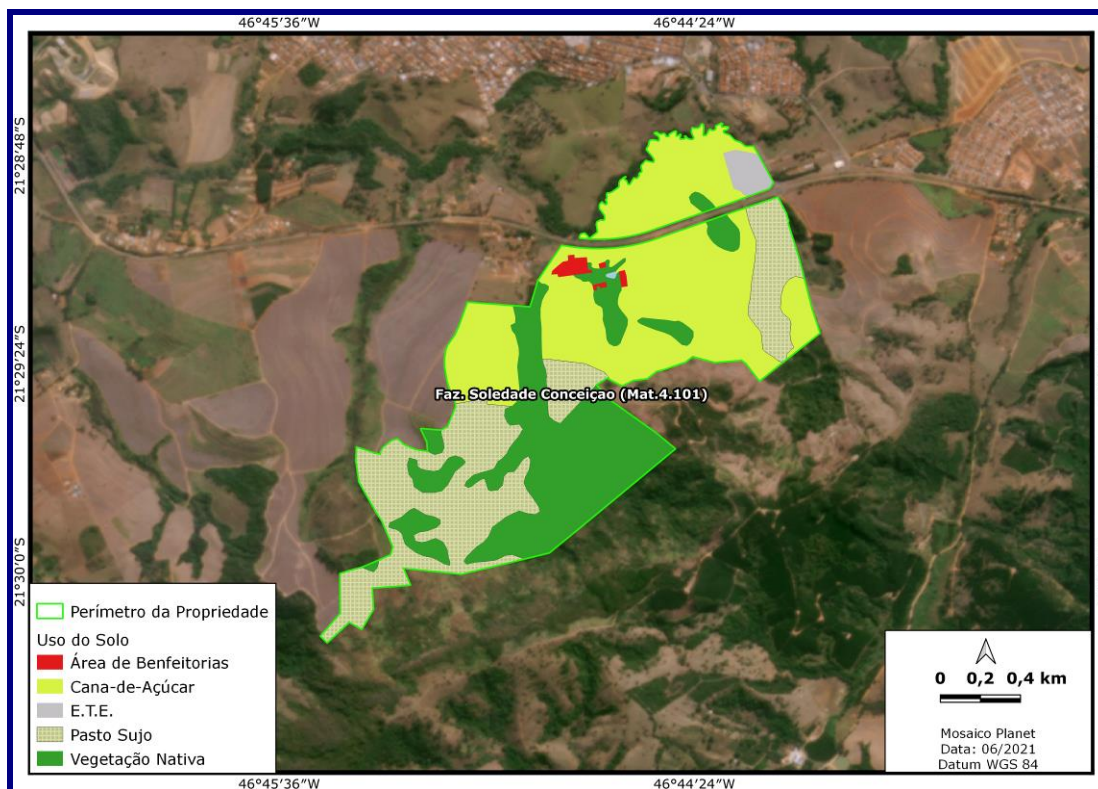 46°45'36"W
46°44'24"W
21°28'48"S
21°29'24"S
21°30'0"S
Faz. Soledade Conceiçao (Mat.4.101)
Perímetro da Propriedade
Uso do Solo
Área de Benfeitorias
Cana-de-Açúcar
E.T.E.
Pasto Sujo
Vegetação Nativa
0 0,2 0,4 km
Mosaico Planet
Data: 06/2021
Datum WGS 84
46°45'36"W
46°44'24"W